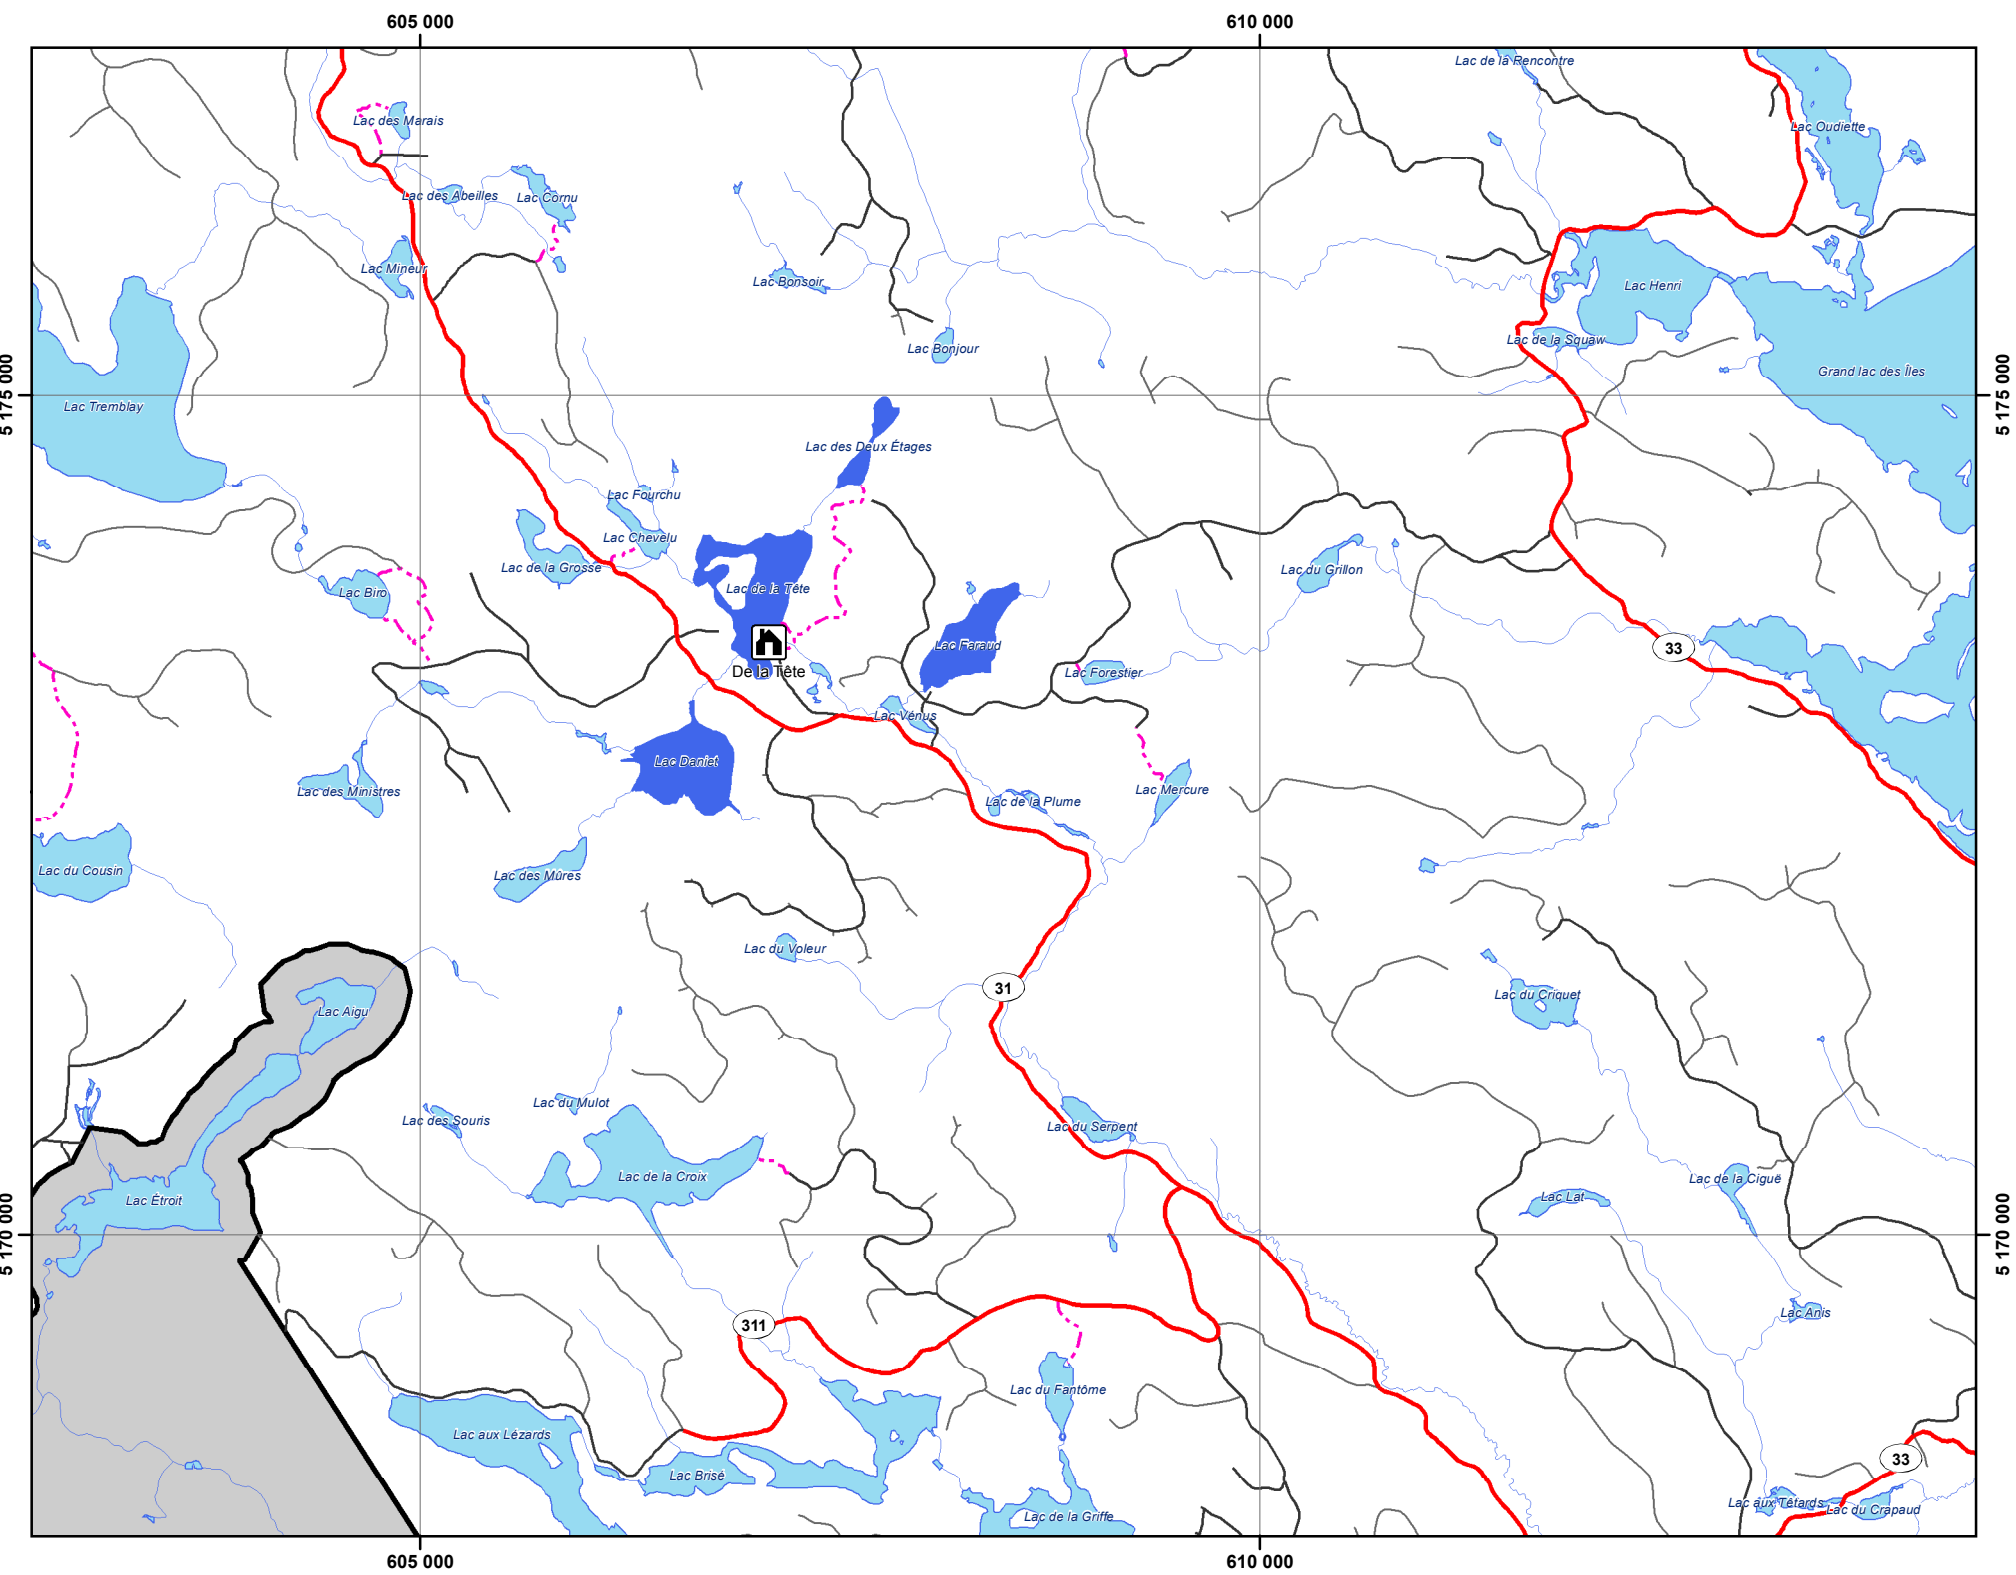 605 000
610 000
Lac de la Rencontre
Lac des Marais
Lac Oudiette
Lac des Abeilles
Lac Cornu
Lac Mineur
Lac Bonsoir
Lac Henri
Lac de la Squaw
Lac Bonjour
Grand lac des Îles
5 175 000
5 175 000
Lac Tremblay
Lac des Deux Étages
Lac Fourchu
Lac Chevelu
Lac de la Grosse
Lac du Grillon
Lac de la Tête
Lac Biro
Lac Faraud
33
De la Tête
Lac Forestier
Lac Vénus
Lac Daniet
Lac des Ministres
Lac Mercure
Lac de la Plume
Lac du Cousin
Lac des Mûres
Lac du Voleur
31
Lac du Criquet
Lac Aigu
Lac du Mulot
Lac des Souris
Lac du Serpent
Lac de la Croix
Lac de la Ciguë
Lac Étroit
Lac Lat
5 170 000
5 170 000
Lac Anis
311
Lac du Fantôme
Lac aux Lézards
33
Lac Brisé
Lac aux Têtards
Lac du Crapaud
Lac de la Griffe
605 000
610 000